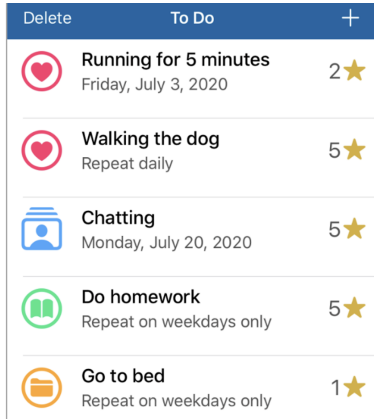 Delete To Do +
Running for 5 minutes
Friday, July 3, 2020
2
Walking the dog
Repeat daily
5
Chatting
Monday, July 20, 2020
5
Do homework
Repeat on weekdays only
5
Go to bed
Repeat on weekdays only
1